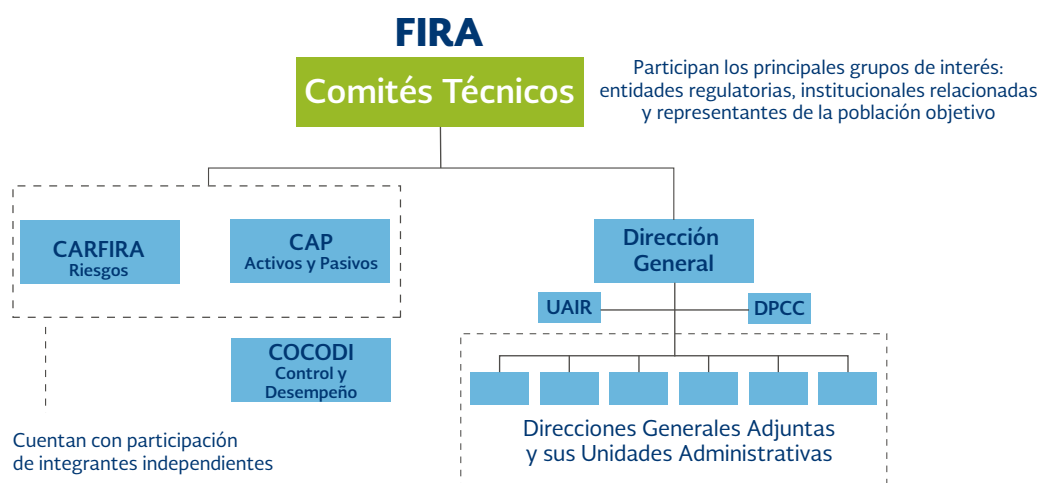 FIRA
Comités Técnicos
Participan los principales grupos de interés:
entidades regulatorias, institucionales relacionadas
y representantes de la población objetivo
CARFIRA
Riesgos
CAP
Activos y Pasivos
Dirección
General
UAIR
DPCC
COCODI
Control y
Desempeño
Direcciones Generales Adjuntas
y sus Unidades Administrativas
Cuentan con participación
de integrantes independientes